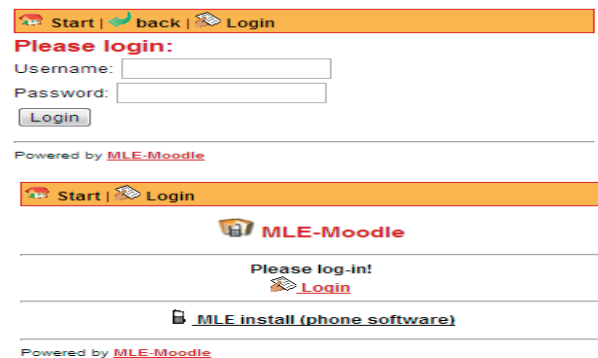 Start | back | Login
Please login:
Username:
Password:
Login
Powered by MLE-Moodle
Start | Login
MLE-Moodle
Please log-in!
Login
MLE install (phone software)
Powered by MLE-Moodle